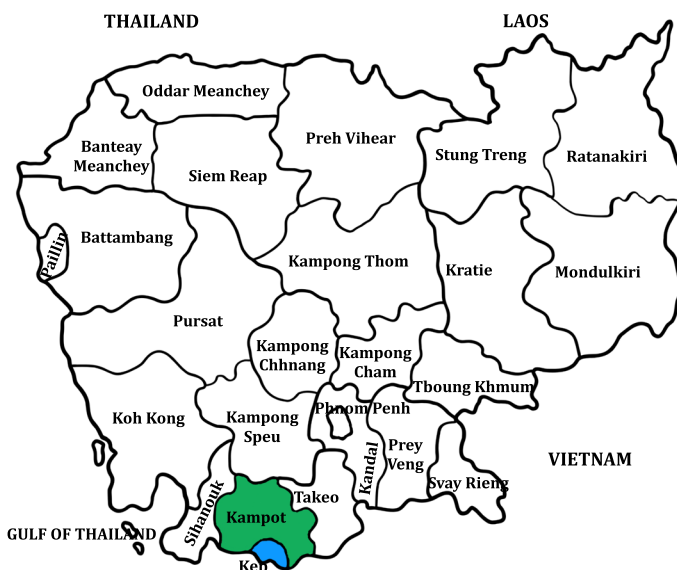 THAILAND
LAOS
Oddar Meanchey
Preh Vihear
Banteay
Meanchey
Siem Reap
Stung Treng
Ratanakiri
Battambang
Paillin
Kampong Thom
Kratie
Mondulkiri
Pursat
Kampong
Chhnang
Kampong
Cham
Tboung Khmum
Koh Kong
Kampong
Speu
Phnom Penh
Prey
Veng
Kandal
Svay Rieng
VIETNAM
Takeo
Sihanouk
Kampot
GULF OF THAILAND
Kep